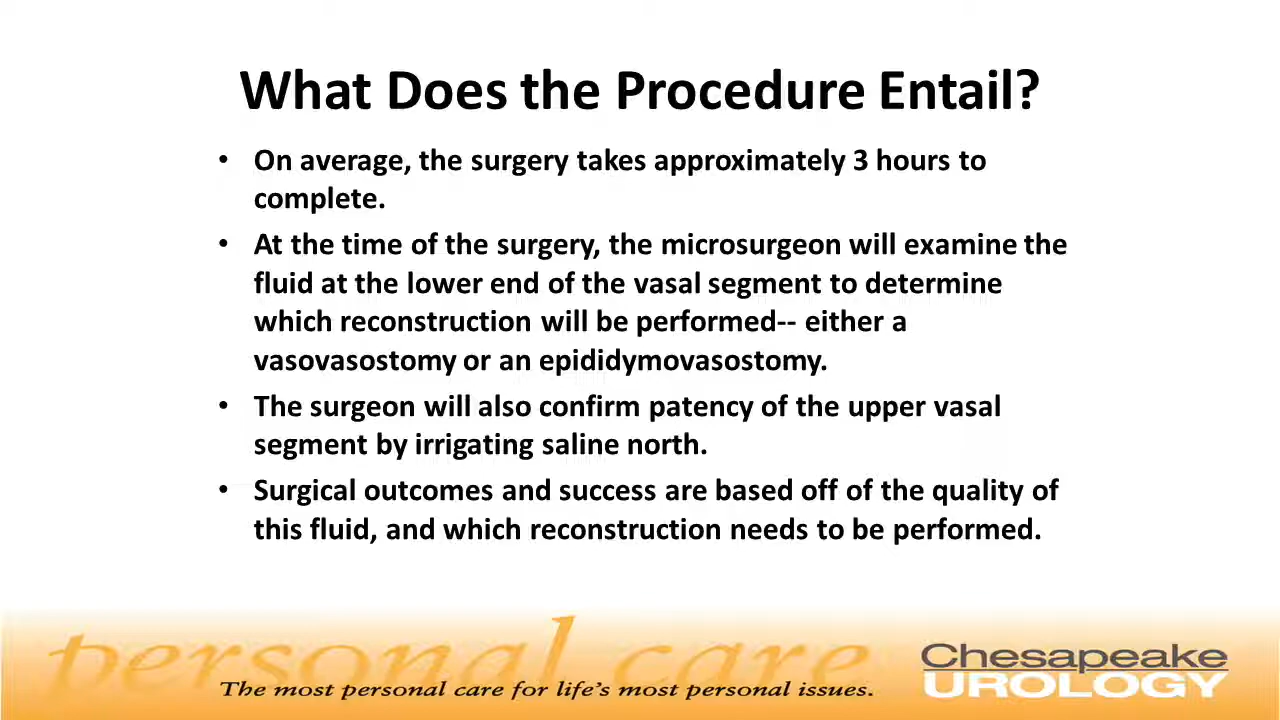 What Does the Procedure Entail?
• On average, the surgery takes approximately 3 hours to
complete.
• At the time of the surgery, the microsurgeon will examine the
fluid at the lower end of the vasal segment to determine
which reconstruction will be performed-- either a
vasovasostomy or an epididymovasostomy.
• The surgeon will also confirm patency of the upper vasal
segment by irrigating saline north.
• Surgical outcomes and success are based off of the quality of
this fluid, and which reconstruction needs to be performed.
personal care
The most personal care for life's most personal issues.
Chesapeake
UROLOGY